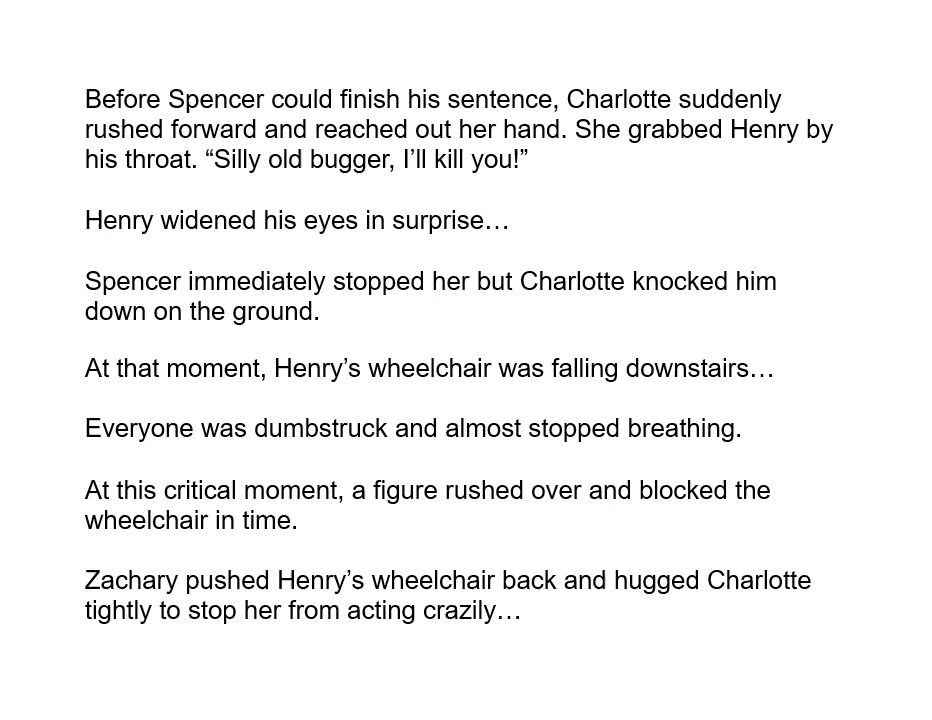 Before Spencer could finish his sentence, Charlotte suddenly
rushed forward and reached out her hand. She grabbed Henry by
his throat. “Silly old bugger, I’ll kill you!”
Henry widened his eyes in surprise…
Spencer immediately stopped her but Charlotte knocked him
down on the ground.
At that moment, Henry’s wheelchair was falling downstairs…
Everyone was dumbstruck and almost stopped breathing.
At this critical moment, a figure rushed over and blocked the
wheelchair in time.
Zachary pushed Henry’s wheelchair back and hugged Charlotte
tightly to stop her from acting crazily…